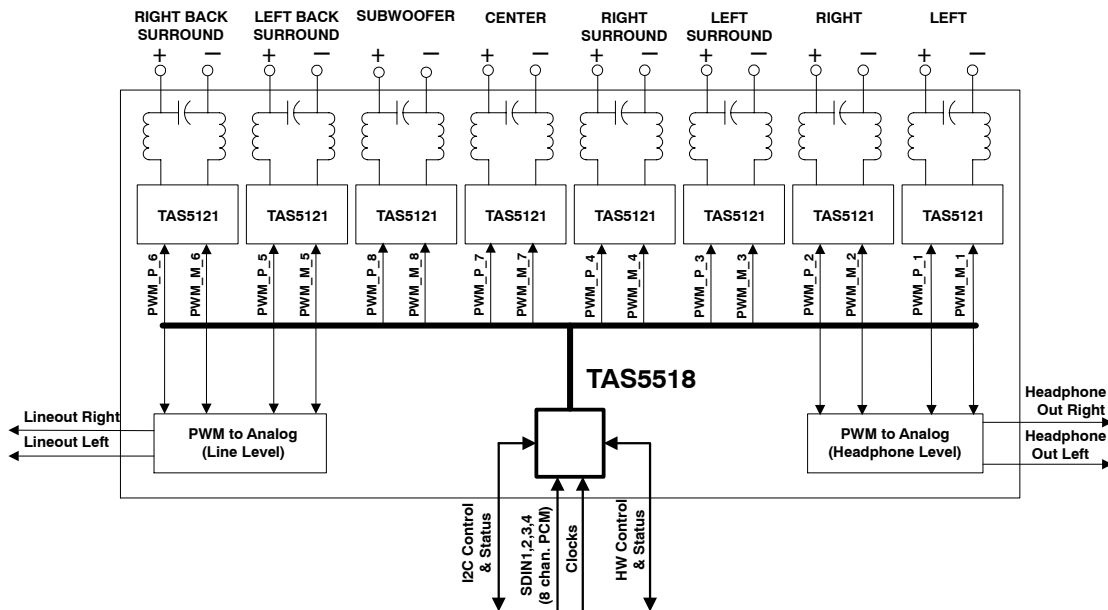 RIGHT BACK
SURROUND
LEFT BACK
SURROUND
SUBWOOFER
CENTER
RIGHT
SURROUND
LEFT
SURROUND
RIGHT
LEFT
+ − + − + − + − + − + − + − + −
TAS5121 TAS5121 TAS5121 TAS5121 TAS5121 TAS5121 TAS5121 TAS5121
PWM_P_6
PWM_M_6
PWM_P_5
PWM_M_5
PWM_P_8
PWM_M_8
PWM_P_7
PWM_M_7
PWM_P_4
PWM_M_4
PWM_P_3
PWM_M_3
PWM_P_2
PWM_M_2
PWM_P_1
PWM_M_1
TAS5518
Lineout Right
Lineout Left
PWM to Analog
(Line Level)
PWM to Analog
(Headphone Level)
Headphone
Out Right
Headphone
Out Left
I2C Control
& Status
SDIN1,2,3,4
(8 chan. PCM)
Clocks
HW Control
& Status